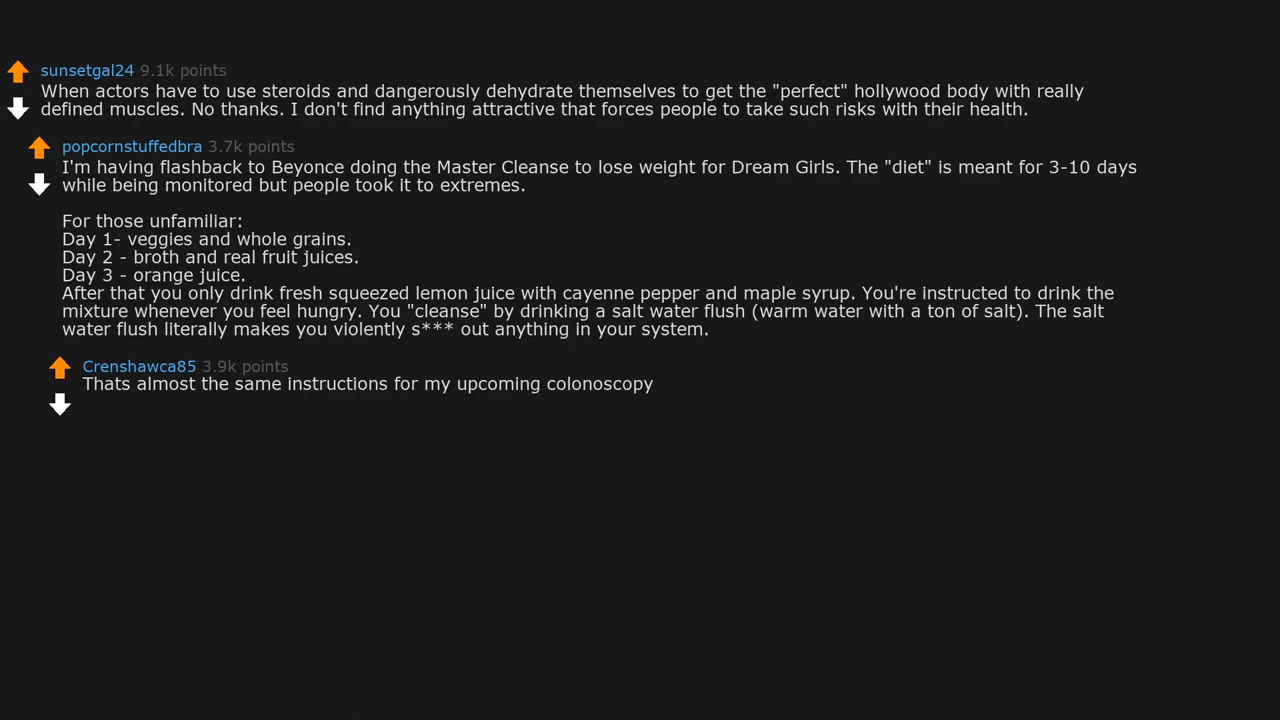 sunsetgal24 9.1k points
When actors have to use steroids and dangerously dehydrate themselves to get the "perfect" hollywood body with really
defined muscles. No thanks. I don't find anything attractive that forces people to take such risks with their health.
popcornstuffedbra 3.7k points
I'm having flashback to Beyonce doing the Master Cleanse to lose weight for Dream Girls. The "diet" is meant for 3-10 days
while being monitored but people took it to extremes.
For those unfamiliar:
Day 1- veggies and whole grains.
Day 2 - broth and real fruit juices.
Day 3 - orange juice.
After that you only drink fresh squeezed lemon juice with cayenne pepper and maple syrup. You're instructed to drink the
mixture whenever you feel hungry. You "cleanse" by drinking a salt water flush (warm water with a ton of salt). The salt
water flush literally makes you violently s*** out anything in your system.
Crenshawca85 3.9k points
Thats almost the same instructions for my upcoming colonoscopy